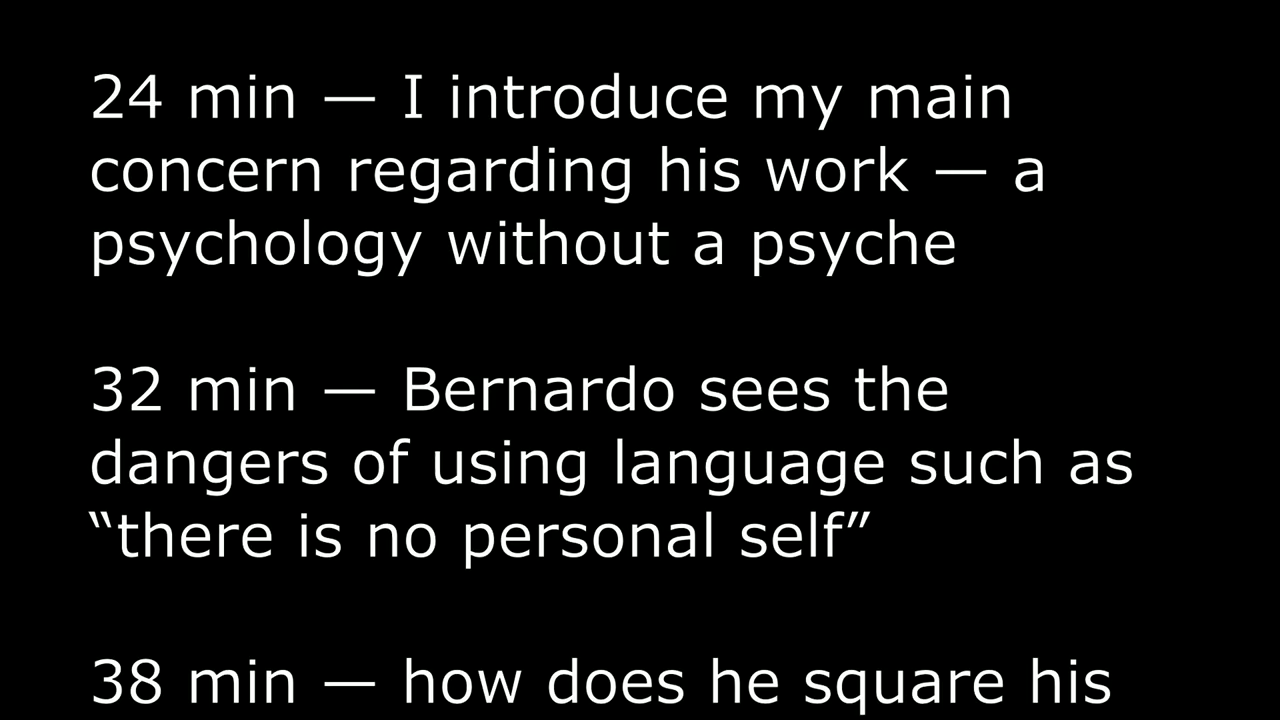 24 min — I introduce my main
concern regarding his work — a
psychology without a psyche
32 min — Bernardo sees the
dangers of using language such as
“there is no personal self”
38 min — how does he square his